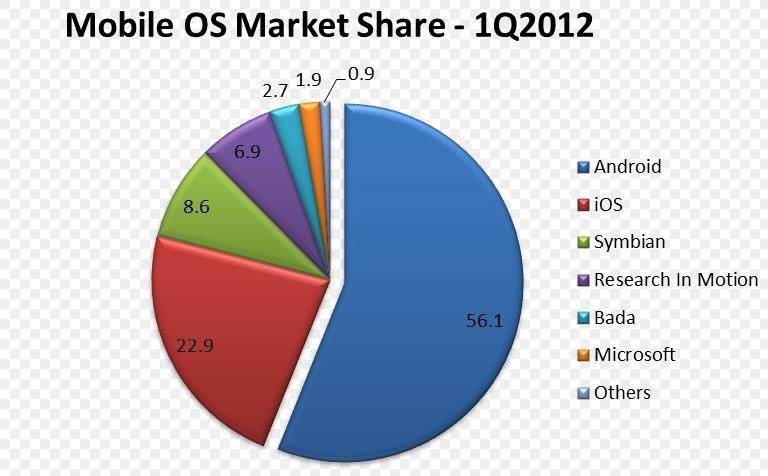 Mobile OS Market Share - 1Q2012
2.7
1.9
0.9
6.9
8.6
22.9
56.1
Android
iOS
Symbian
Research In Motion
Bada
Microsoft
Others